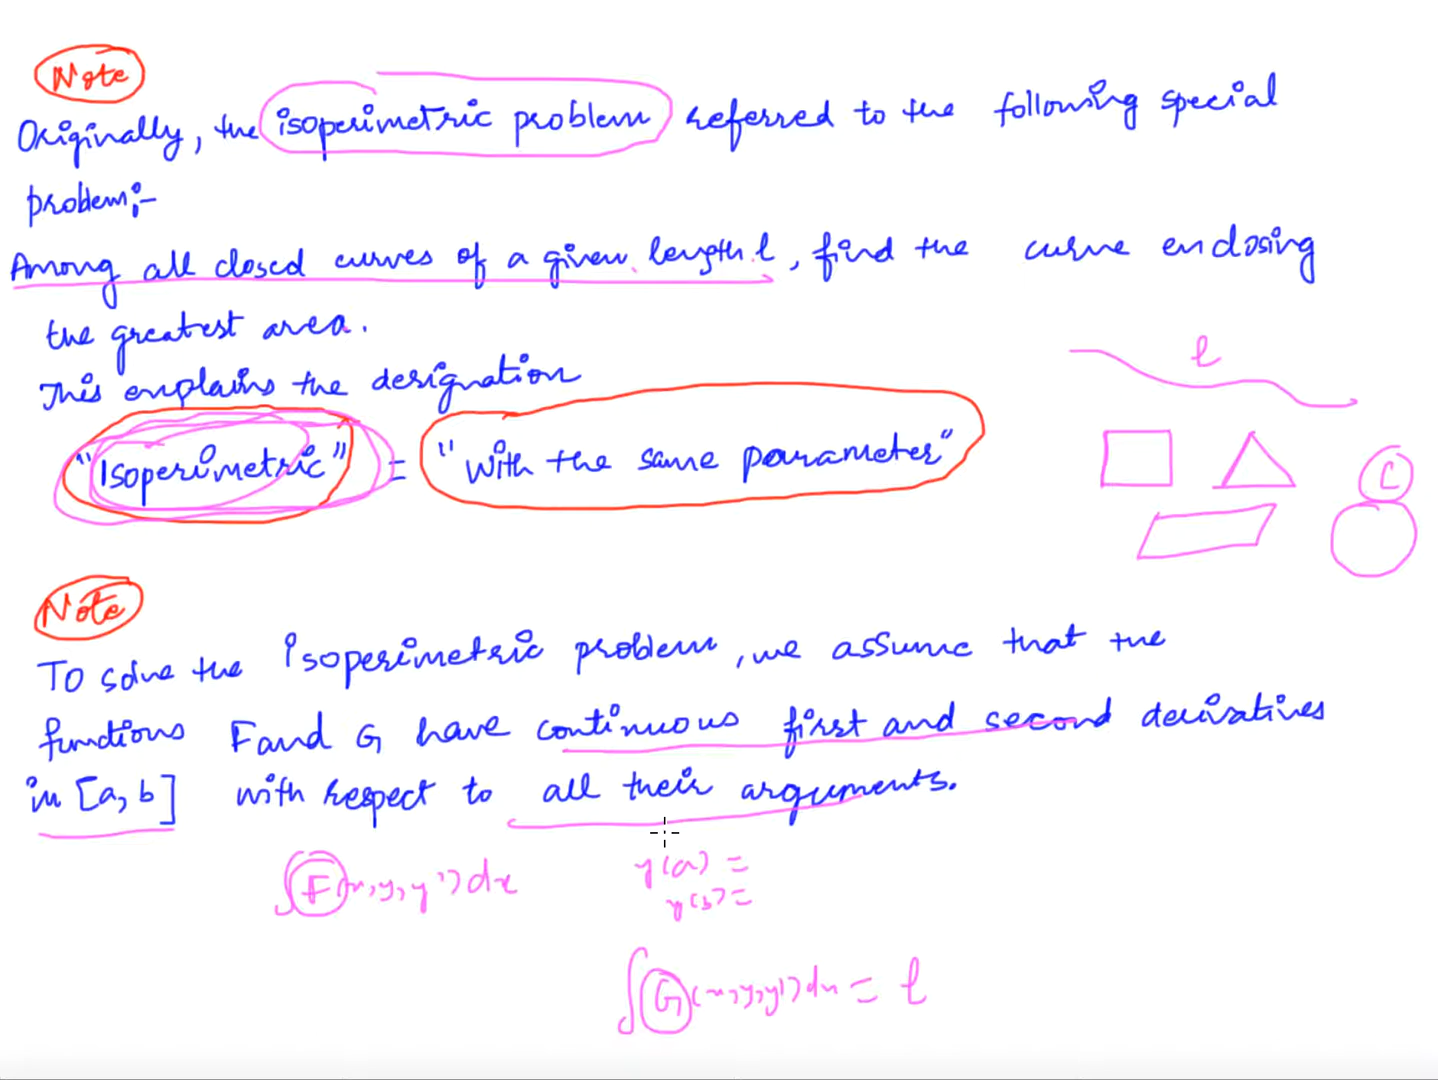 Note
Originally, the isoperimetric problem referred to the following special
problem:-
Among all closed curves of a given length l, find the curve enclosing
the greatest area.
This explains the designation
l
"Isoperimetric" = "with the same parameter"
C
Note
To solve the isoperimetric problem, we assume that the
functions F and G have continuous first and second derivatives
in [a, b] with respect to all their arguments.
∫F(x, y, y')dx y(a) =
y(b) =
∫G(x, y, y')dx = l